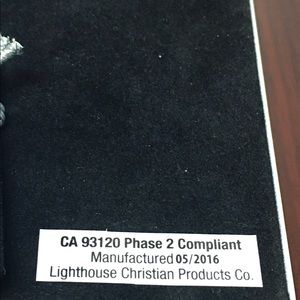 CA 93120 Phase 2 Compliant
Manufactured 05/2016
Lighthouse Christian Products Co.